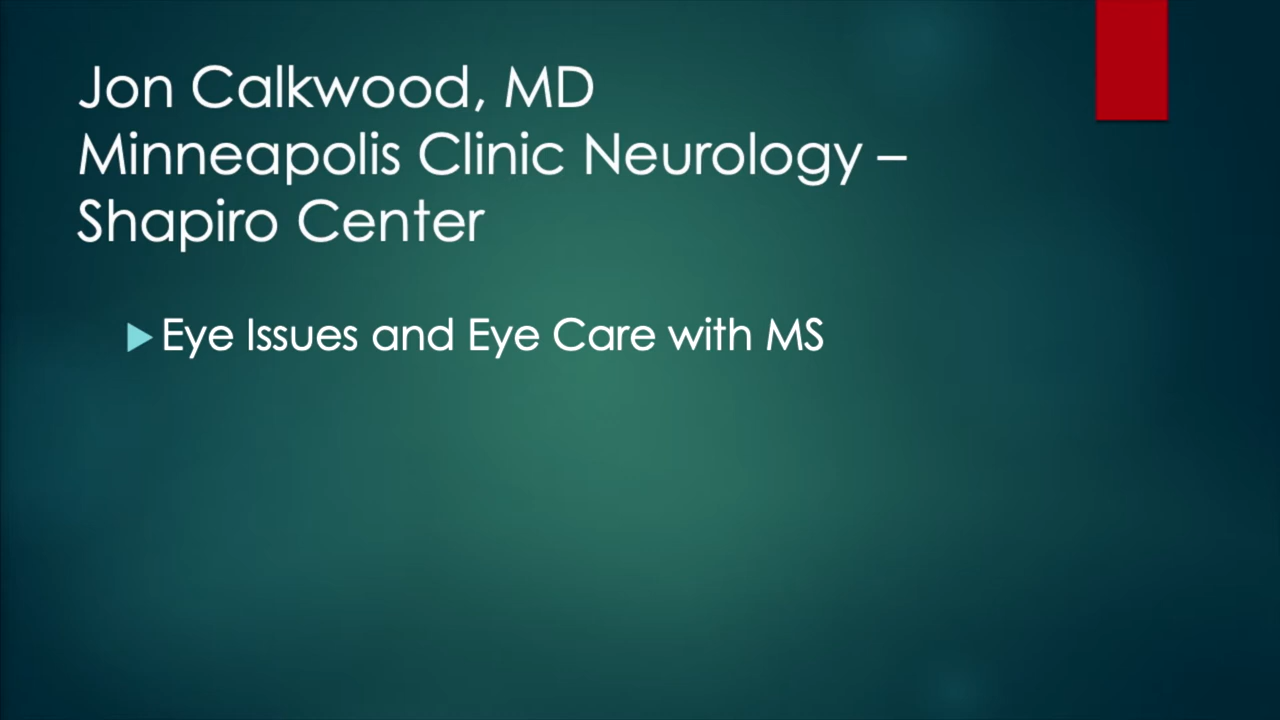 Jon Calkwood, MD
Minneapolis Clinic Neurology –
Shapiro Center
Eye Issues and Eye Care with MS